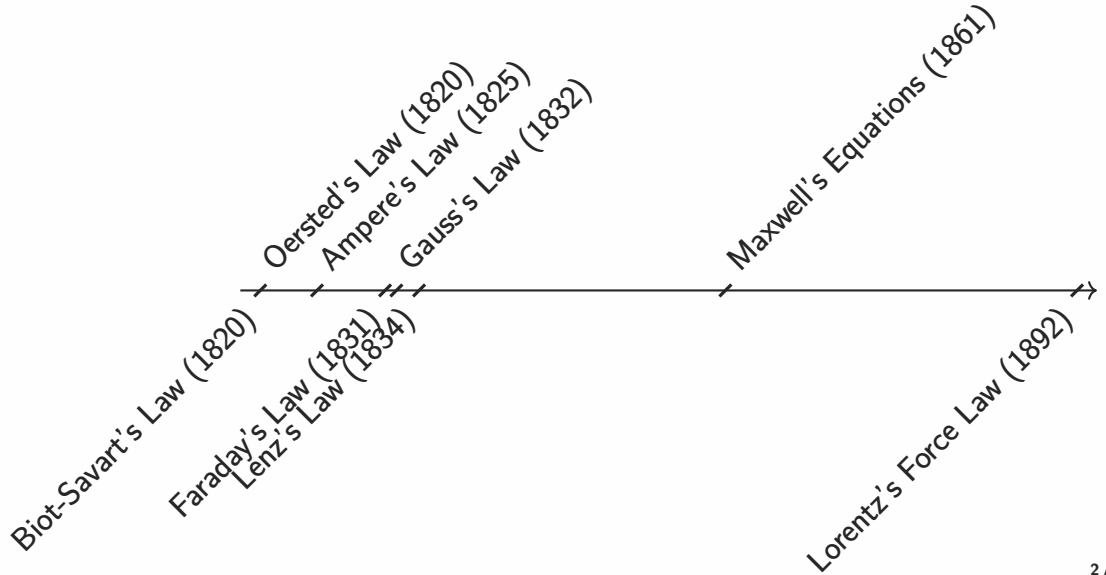 Oersted's Law (1820)
Ampere's Law (1825)
Gauss's Law (1832)
Maxwell's Equations (1861)
Biot-Savart's Law (1820)
Faraday's Law (1831)
Lenz's Law (1834)
Lorentz's Force Law (1892)
2